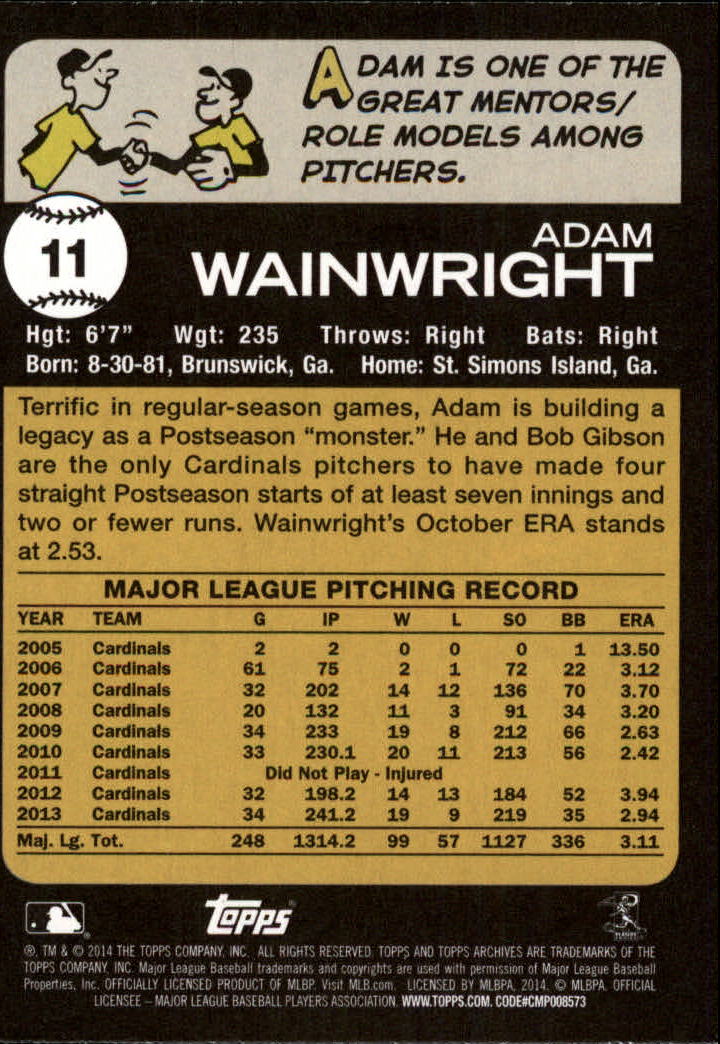 ADAM IS ONE OF THE
GREAT MENTORS/
ROLE MODELS AMONG
PITCHERS.
11
ADAM
WAINWRIGHT
Hgt: 6'7" Wgt: 235 Throws: Right Bats: Right
Born: 8-30-81, Brunswick, Ga. Home: St. Simons Island, Ga.
Terrific in regular-season games, Adam is building a
legacy as a Postseason “monster.” He and Bob Gibson
are the only Cardinals pitchers to have made four
straight Postseason starts of at least seven innings and
two or fewer runs. Wainwright's October ERA stands
at 2.53.
MAJOR LEAGUE PITCHING RECORD
YEAR TEAM G IP W L SO BB ERA
2005 Cardinals 2 2 0 0 0 1 13.50
2006 Cardinals 61 75 2 1 72 22 3.12
2007 Cardinals 32 202 14 12 136 70 3.70
2008 Cardinals 20 132 11 3 91 34 3.20
2009 Cardinals 34 233 19 8 212 66 2.63
2010 Cardinals 33 230.1 20 11 213 56 2.42
2011 Cardinals Did Not Play - Injured
2012 Cardinals 32 198.2 14 13 184 52 3.94
2013 Cardinals 34 241.2 19 9 219 35 2.94
Maj. Lg. Tot. 248 1314.2 99 57 1127 336 3.11
Topps®
®, TM & © 2014 THE TOPPS COMPANY, INC. ALL RIGHTS RESERVED. TOPPS AND TOPPS ARCHIVES ARE TRADEMARKS OF THE
TOPPS COMPANY, INC. Major League Baseball trademarks and copyrights are used with permission of Major League Baseball
Properties, Inc. OFFICIALLY LICENSED PRODUCT OF MLBP. Visit MLB.com. LICENSED BY MLBPA, 2014. © MLBPA, OFFICIAL
LICENSEE – MAJOR LEAGUE BASEBALL PLAYERS ASSOCIATION. WWW.TOPPS.COM. CODE#CMP008573